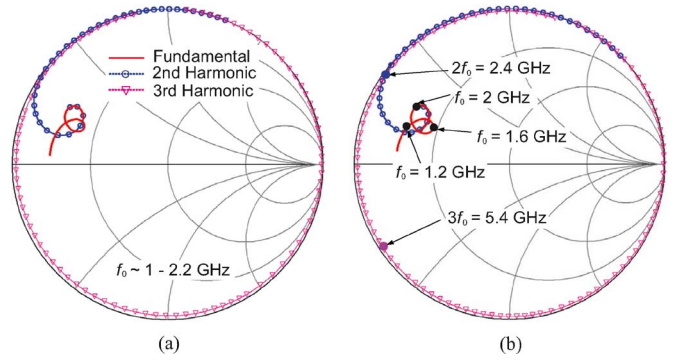 Fundamental
2nd Harmonic
3rd Harmonic
f₀ ~ 1 - 2.2 GHz
(a)
2f₀ = 2.4 GHz
f₀ = 2 GHz
f₀ = 1.6 GHz
f₀ = 1.2 GHz
3f₀ = 5.4 GHz
(b)